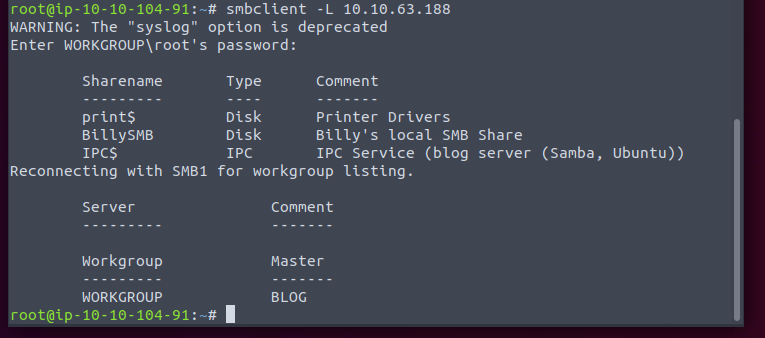 root@ip-10-10-104-91:~# smbclient -L 10.10.63.188
WARNING: The "syslog" option is deprecated
Enter WORKGROUP\root's password:
Sharename Type Comment
--------- ---- -------
print$ Disk Printer Drivers
BillySMB Disk Billy's local SMB Share
IPC$ IPC IPC Service (blog server (Samba, Ubuntu))
Reconnecting with SMB1 for workgroup listing.
Server Comment
--------- -------
Workgroup Master
--------- -------
WORKGROUP BLOG
root@ip-10-10-104-91:~#